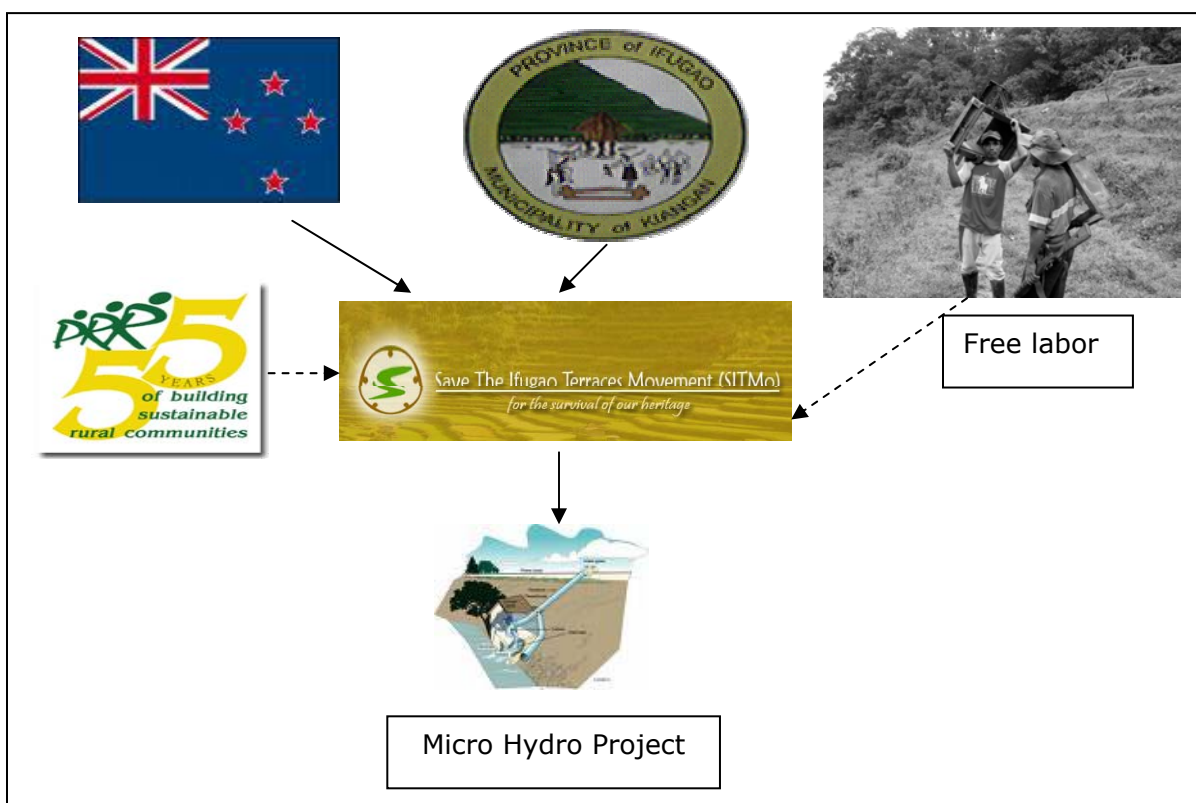 PROVINCE of IFUGAO
MUNICIPALITY of KIANGAN
PRRM
55
YEARS
of building
sustainable
rural communities
Save The Ifugao Terraces Movement (SITMo)
for the survival of our heritage
Free labor
Micro Hydro Project